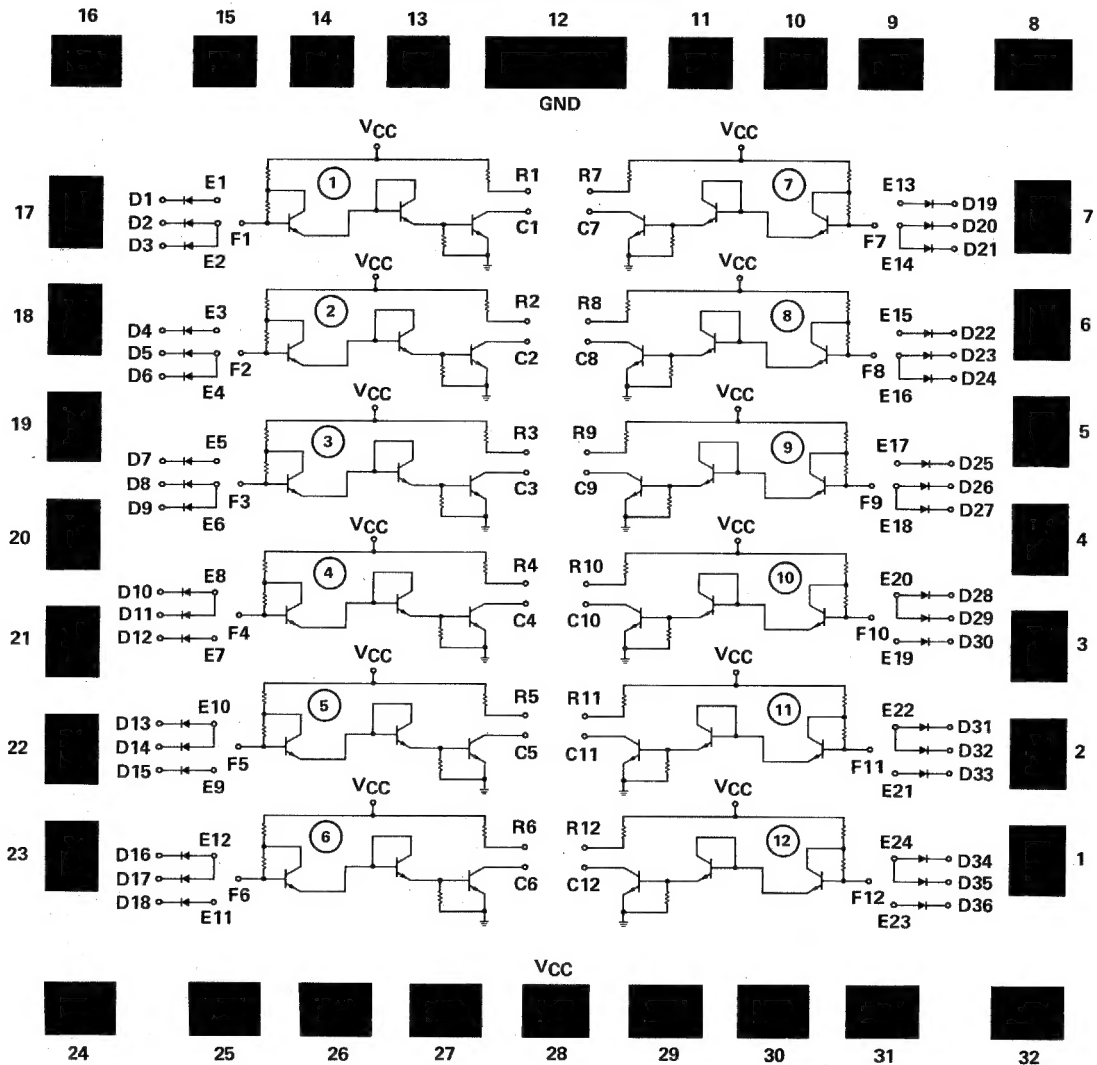 16 15 14 13 12 11 10 9 8
GND
VCC VCC
17 D1 E1 1 R1 R7 7 E13 D19 7
D2 D20
D3 E2 F1 C1 C7 F7 E14 D21
VCC VCC
18 D4 E3 2 R2 R8 8 E15 D22 6
D5 D23
D6 E4 F2 C2 C8 F8 E16 D24
VCC VCC
19 D7 E5 3 R3 R9 9 E17 D25 5
D8 D26
D9 E6 F3 C3 C9 F9 E18 D27
VCC VCC
20 D10 E8 4 R4 R10 10 E20 D28 4
D11 D29
21 D12 E7 F4 C4 C10 F10 E19 D30 3
VCC VCC
22 D13 E10 5 R5 R11 11 E22 D31 2
D14 D32
D15 E9 F5 C5 C11 F11 E21 D33
VCC VCC
23 D16 E12 6 R6 R12 12 E24 D34 1
D17 D35
D18 E11 F6 C6 C12 F12 E23 D36
VCC
24 25 26 27 28 29 30 31 32